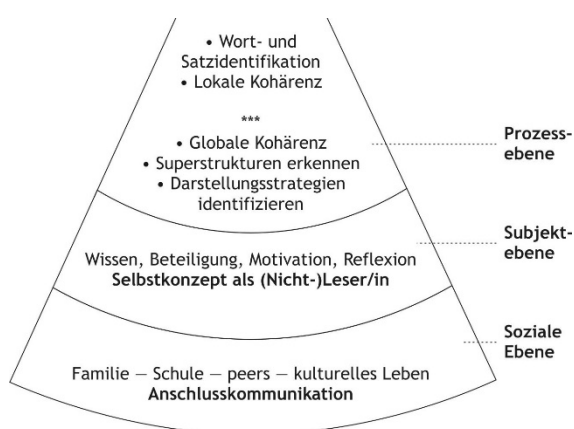 • Wort- und
Satzidentifikation
• Lokale Kohärenz
***
• Globale Kohärenz
• Superstrukturen erkennen
• Darstellungsstrategien
identifizieren
Prozess-
ebene
Wissen, Beteiligung, Motivation, Reflexion
Selbstkonzept als (Nicht-)Leser/in
Subjekt-
ebene
Familie – Schule – peers – kulturelles Leben
Anschlusskommunikation
Soziale
Ebene